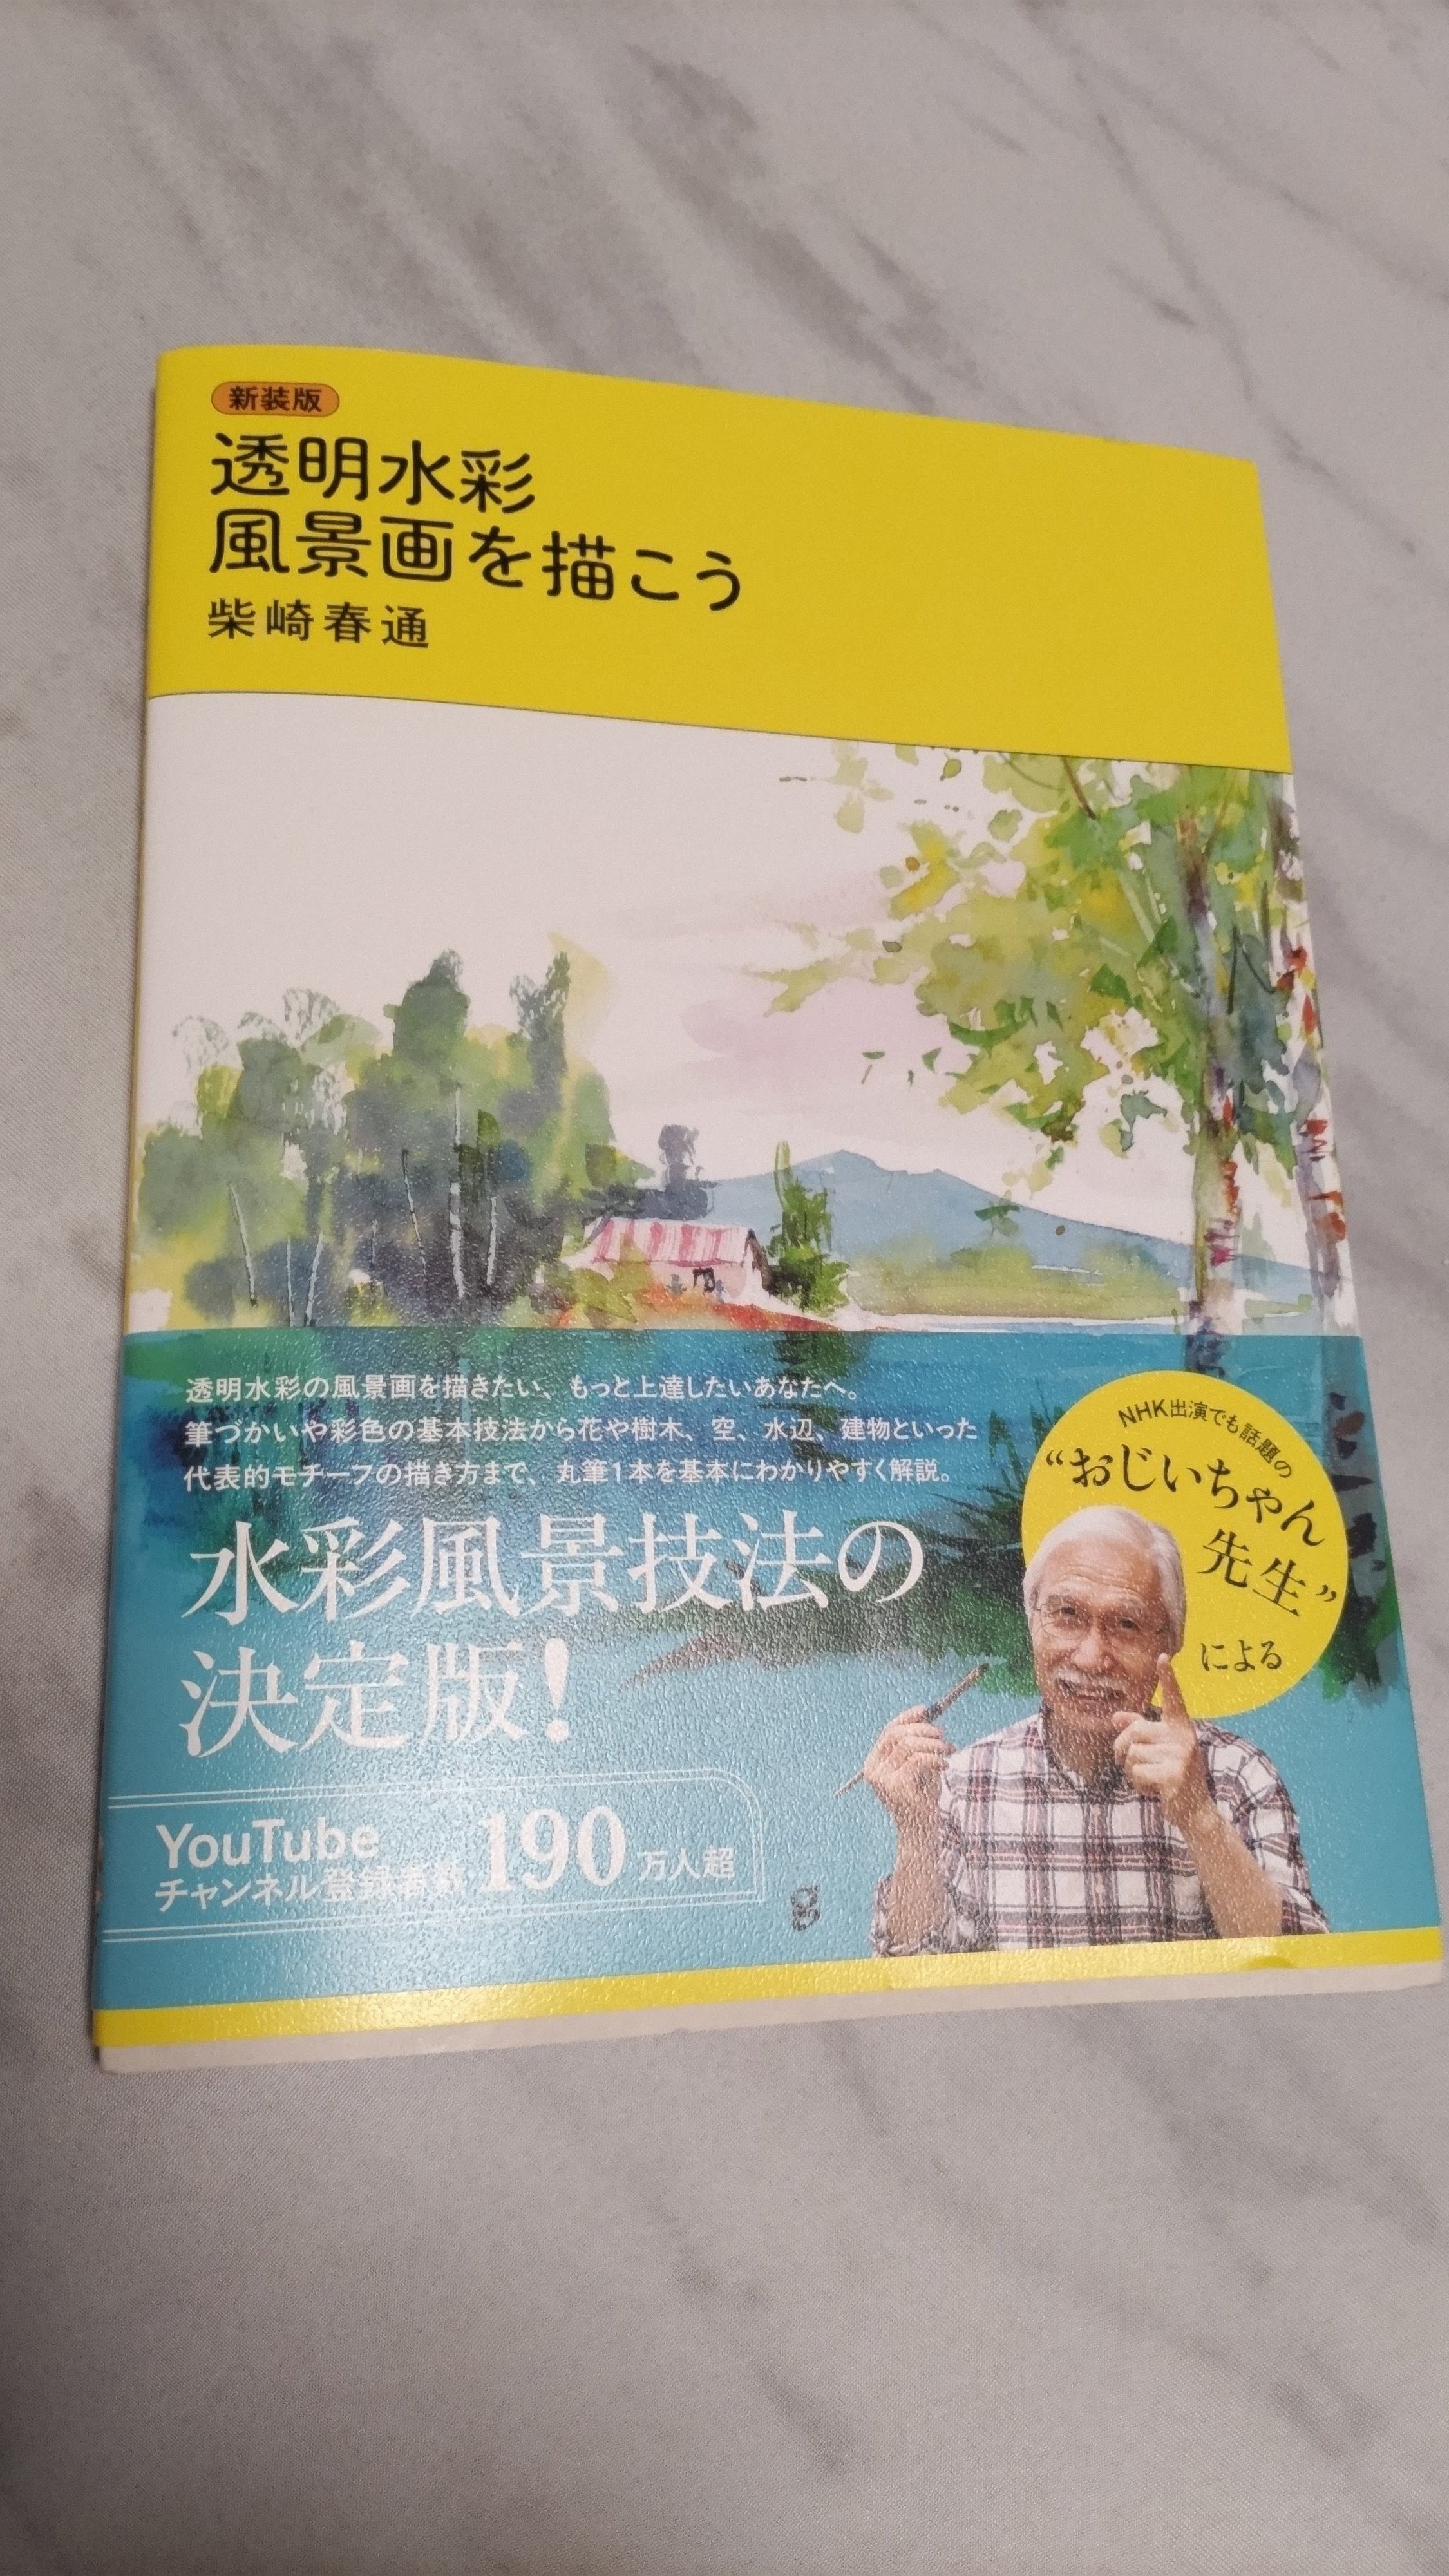 新装版
透明水彩
風景画を描こう
柴崎春通
透明水彩の風景画を描きたい、もっと上達したいあなたへ。
筆づかいや彩色の基本技法から花や樹木、空、水辺、建物といった
代表的モチーフの描き方まで、丸筆1本を基本にわかりやすく解説。
水彩風景技法の
決定版!
NHK出演でも話題の
“おじいちゃん
先生”
による
YouTube
チャンネル登録者数 190万人超